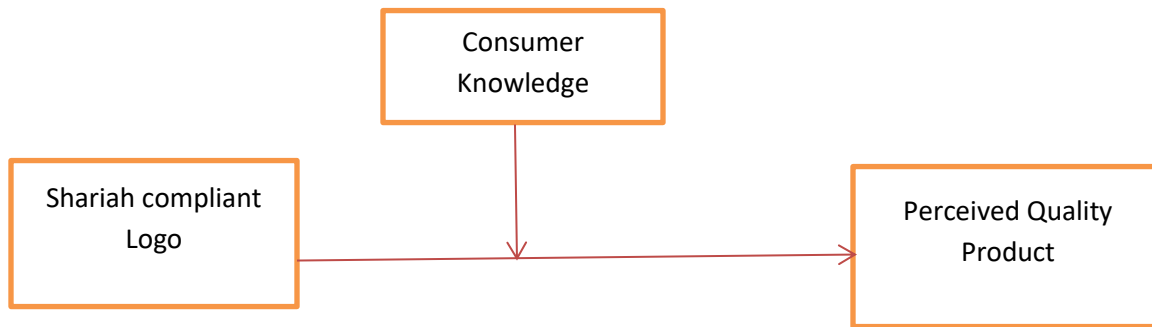 Consumer
Knowledge
Shariah compliant
Logo
Perceived Quality
Product